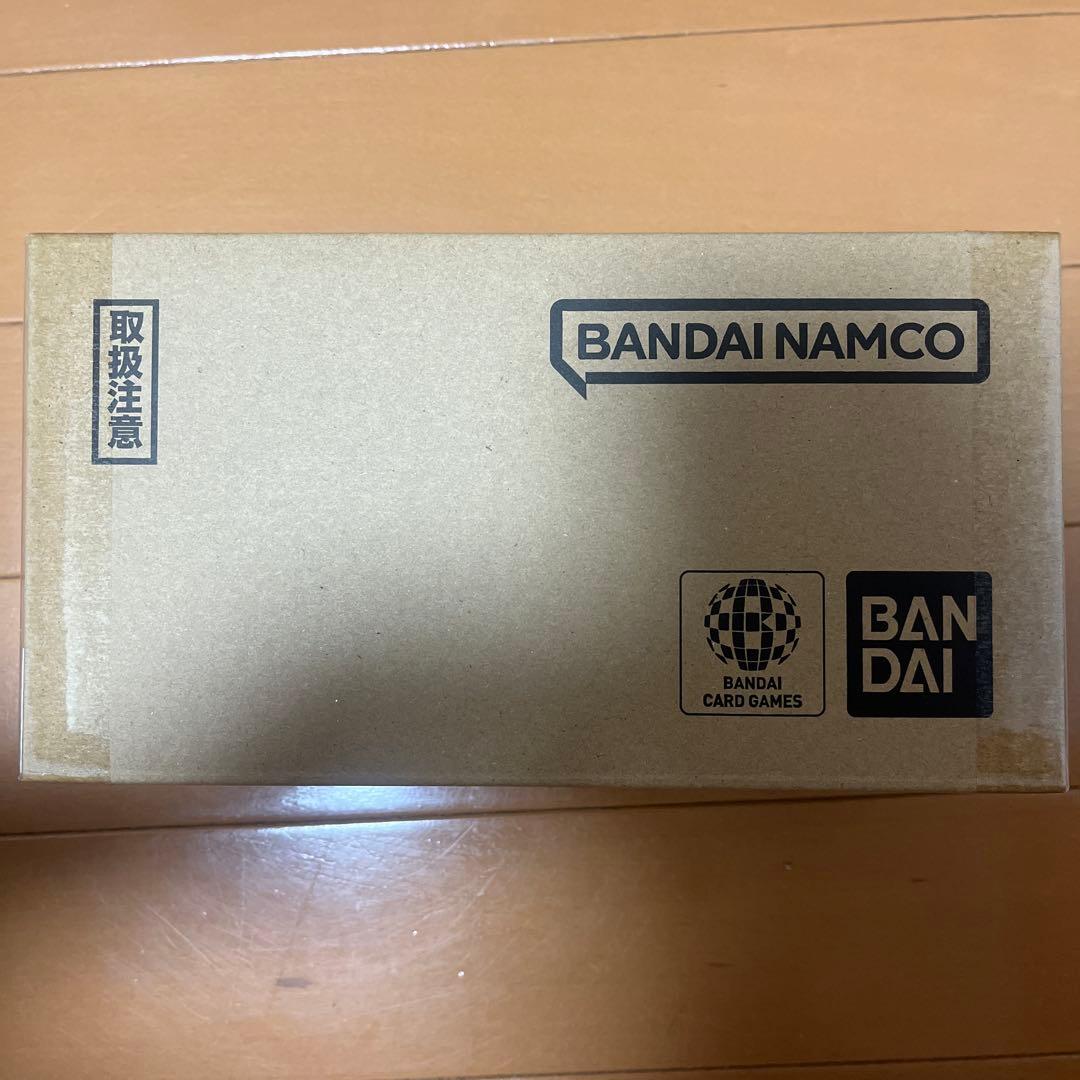 取扱注意
BANDAI NAMCO
BANDAI
CARD GAMES
BAN
DAI